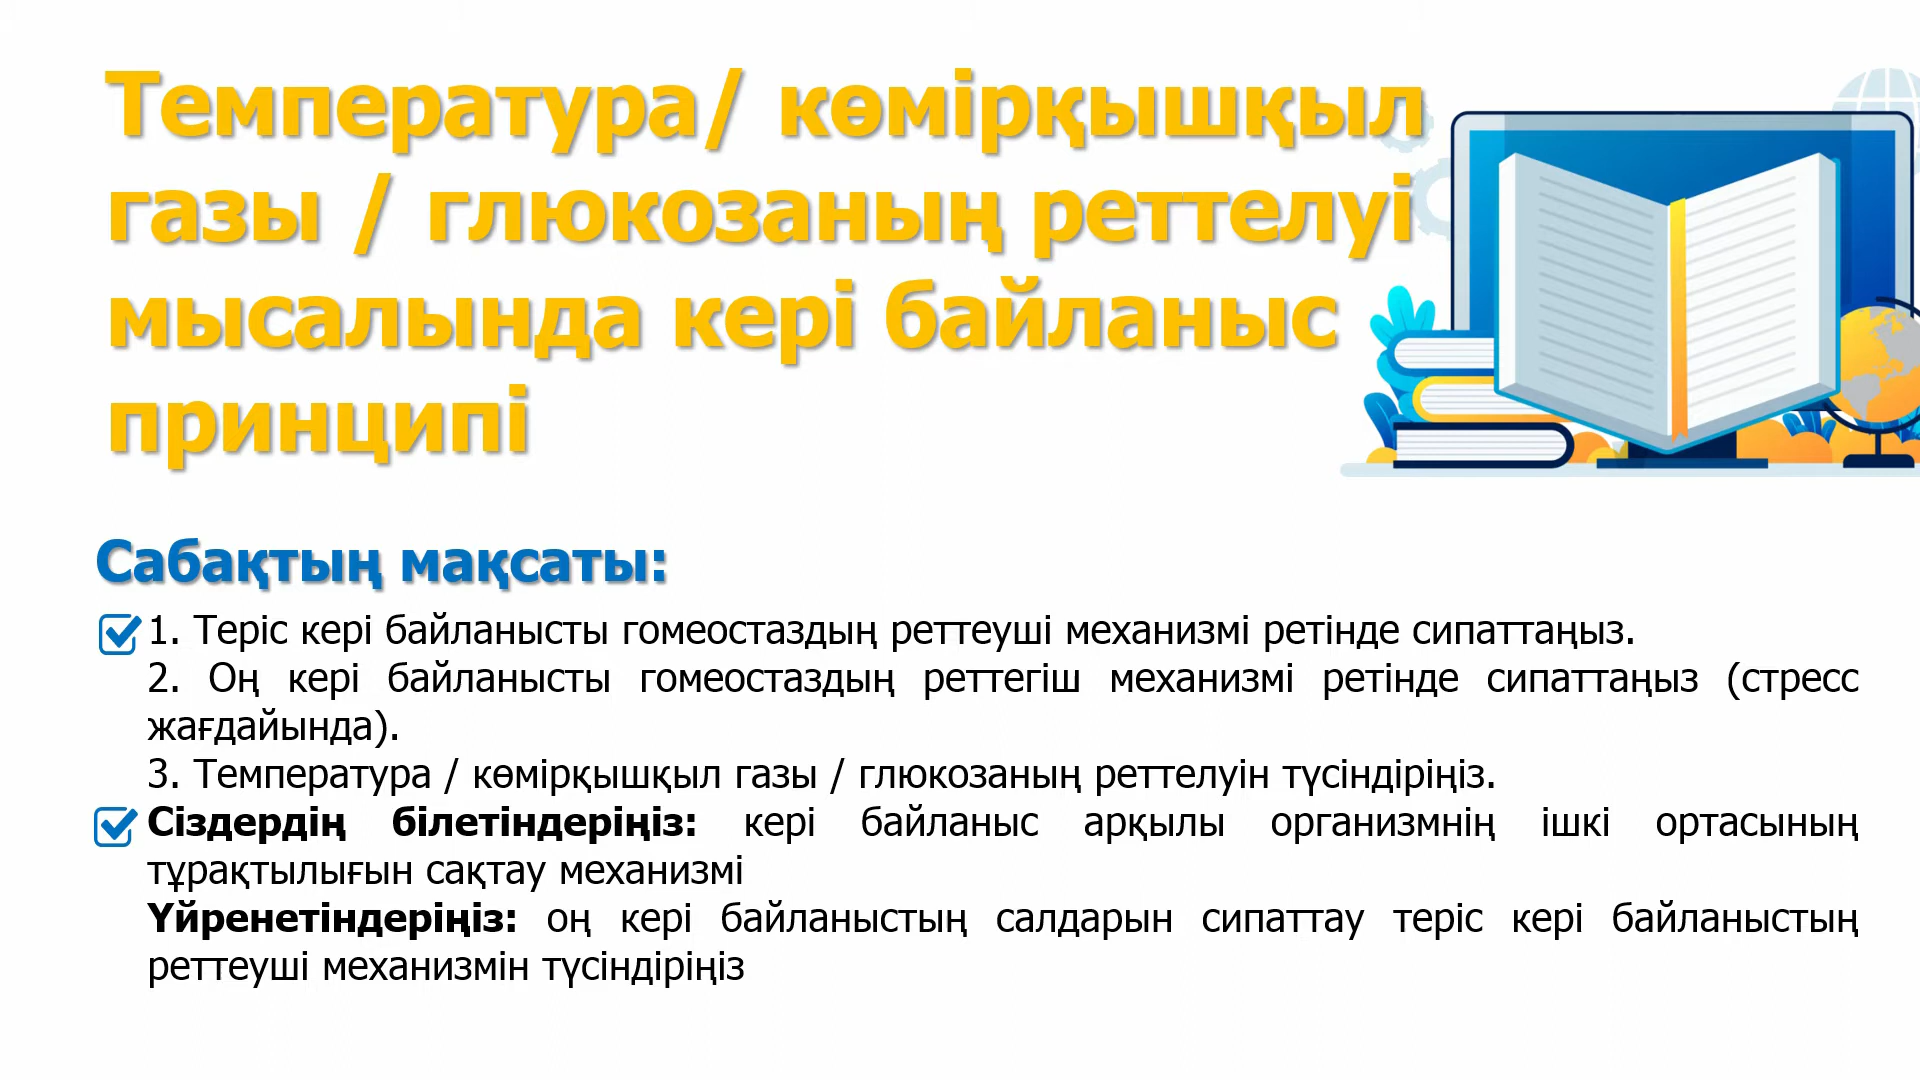 Температура/ көмірқышқыл
газы / глюкозаның реттелуі
мысалында кері байланыс
принципі
Сабақтың мақсаты:
1. Теріс кері байланысты гомеостаздың реттеуші механизмі ретінде сипаттаңыз.
2. Оң кері байланысты гомеостаздың реттегіш механизмі ретінде сипаттаңыз (стресс
жағдайында).
3. Температура / көмірқышқыл газы / глюкозаның реттелуін түсіндіріңіз.
Сіздердің білетіндеріңіз: кері байланыс арқылы организмнің ішкі ортасының
тұрақтылығын сақтау механизмі
Үйренетіндеріңіз: оң кері байланыстың салдарын сипаттау теріс кері байланыстың
реттеуші механизмін түсіндіріңіз